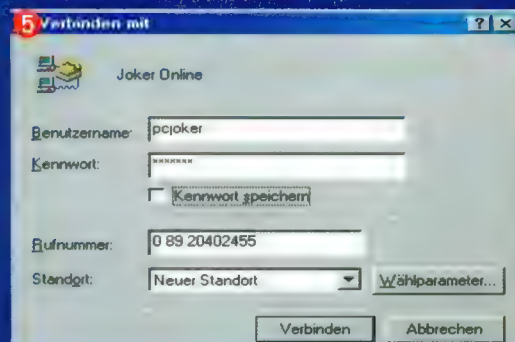 5 Verbinden mit
Joker Online
Benutzername: pcjoker
Kennwort: *******
Kennwort speichern
Rufnummer: 0 89 20402455
Standort: Neuer Standort Wählparameter...
Verbinden Abbrechen